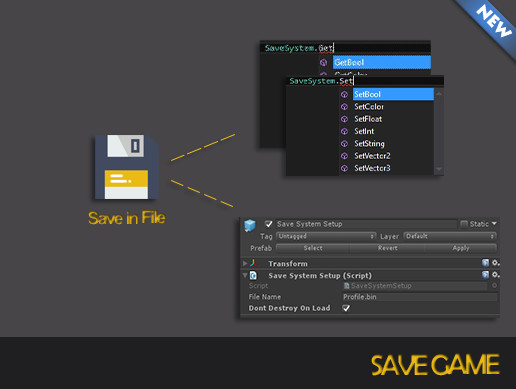 NEW
SaveSystem.Get
GetBool
GetColor
SaveSystem.Set
SetBool
SetColor
SetFloat
SetInt
SetString
SetVector2
SetVector3
Save in File
Save System Setup
Static
Tag Untagged Layer Default
Prefab Select Revert Apply
Transform
Save System Setup (Script)
Script SaveSystemSetup
File Name Profile.bin
Dont Destroy On Load
SAVE GAME